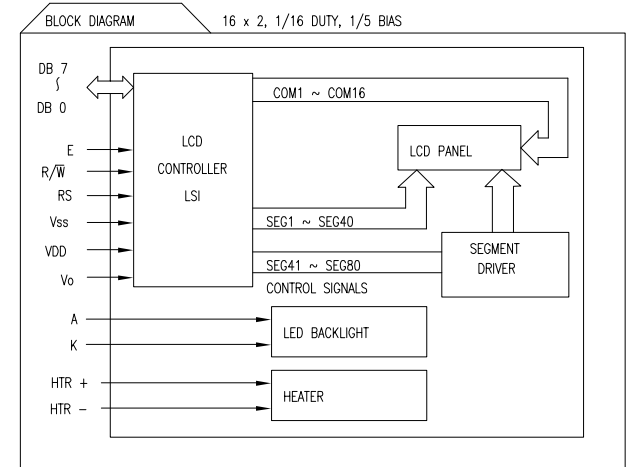 BLOCK DIAGRAM
16 x 2, 1/16 DUTY, 1/5 BIAS
DB 7
DB 0
E
R/W̅
RS
Vss
VDD
Vo
LCD
CONTROLLER
LSI
COM1 ~ COM16
LCD PANEL
SEG1 ~ SEG40
SEG41 ~ SEG80
CONTROL SIGNALS
SEGMENT
DRIVER
A
K
LED BACKLIGHT
HTR +
HTR −
HEATER